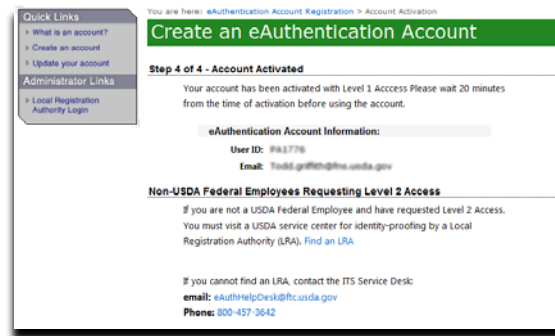 Quick Links
What is an account?
Create an account
Update your account
Administrator Links
Local Registration
Authority Login
You are here: eAuthentication Account Registration > Account Activation
Create an eAuthentication Account
Step 4 of 4 - Account Activated
Your account has been activated with Level 1 Acccess Please wait 20 minutes
from the time of activation before using the account.
eAuthentication Account Information:
User ID:
Email:
Non-USDA Federal Employees Requesting Level 2 Access
If you are not a USDA Federal Employee and have requested Level 2 Access.
You must visit a USDA service center for identity-proofing by a Local
Registration Authority (LRA). Find an LRA
If you cannot find an LRA, contact the ITS Service Desk:
email: eAuthHelpDesk@ftc.usda.gov
Phone: 800-457-3642